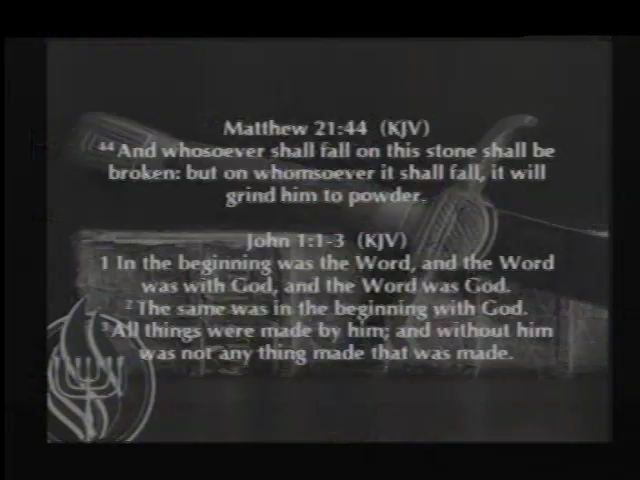 Matthew 21:44 (KJV)
44 And whosoever shall fall on this stone shall be
broken: but on whomsoever it shall fall, it will
grind him to powder.
John 1:1-3 (KJV)
1 In the beginning was the Word, and the Word
was with God, and the Word was God.
2 The same was in the beginning with God.
3 All things were made by him; and without him
was not any thing made that was made.